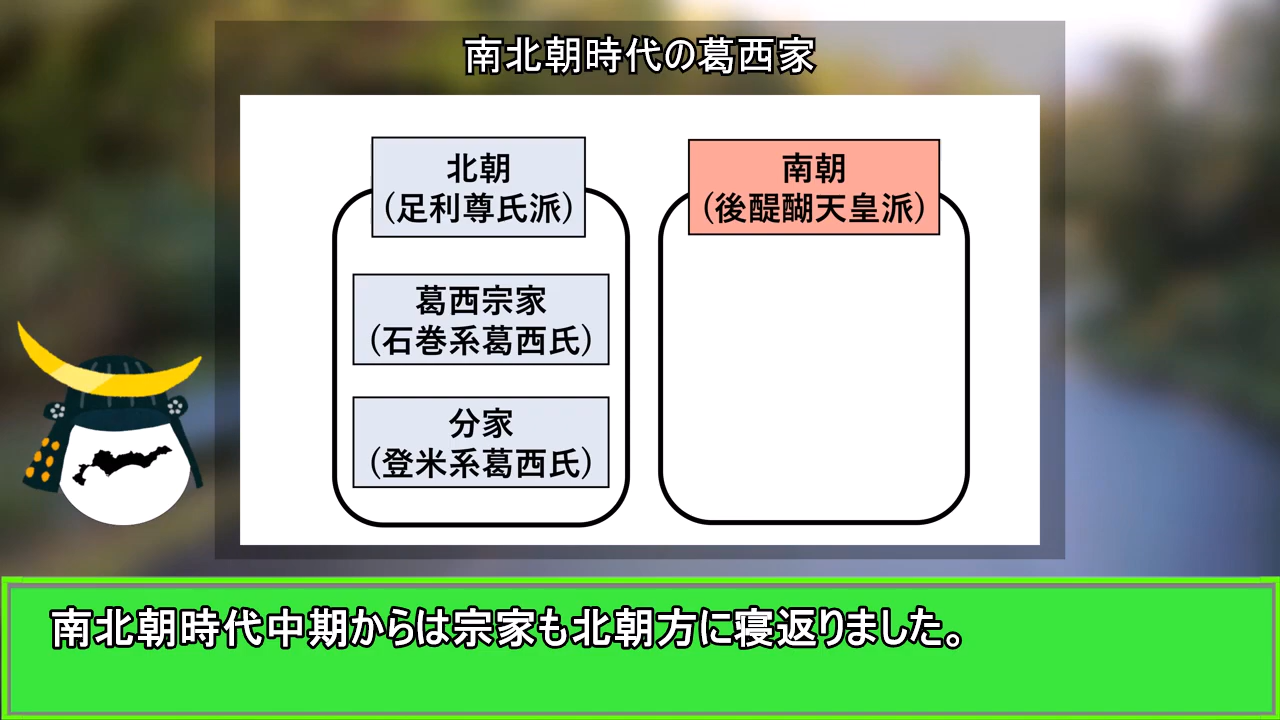 南北朝時代の葛西家
北朝
(足利尊氏派)
南朝
(後醍醐天皇派)
葛西宗家
(石巻系葛西氏)
分家
(登米系葛西氏)
南北朝時代中期からは宗家も北朝方に寝返りました。